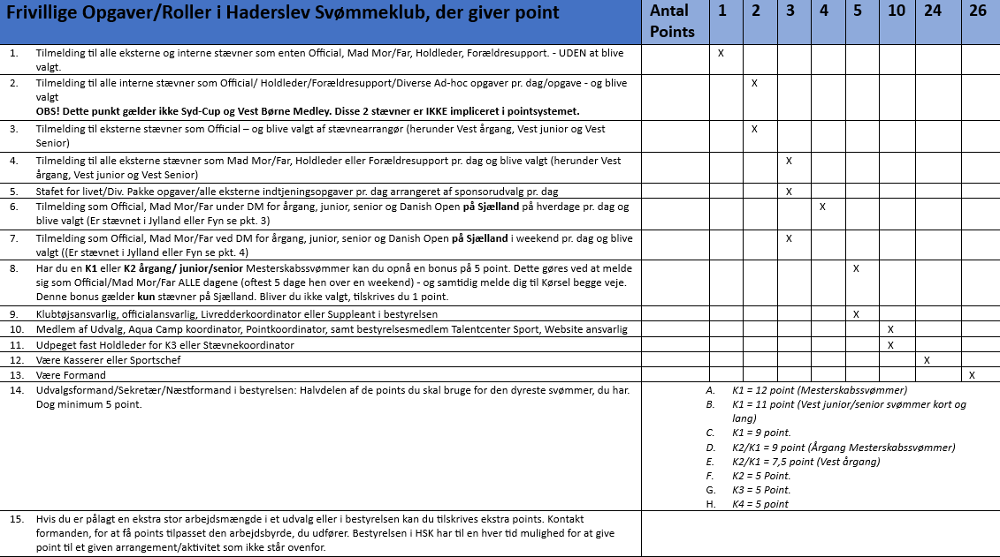 Frivillige Opgaver/Roller i Haderslev Svømmeklub, der giver point Antal Points 1 2 3 4 5 10 24 26
1. Tilmelding til alle eksterne og interne stævner som enten Official, Mad Mor/Far, Holdleder, Forældresupport. - UDEN at blive X
valgt.
2. Tilmelding til alle interne stævner som Official/ Holdleder/Forældresupport/Diverse Ad-hoc opgaver pr. dag/opgave - og blive X
valgt
OBS! Dette punkt gælder ikke Syd-Cup og Vest Børne Medley. Disse 2 stævner er IKKE impliceret i pointsystemet.
3. Tilmelding til eksterne stævner som Official – og blive valgt af stævnearrangør (herunder Vest årgang, Vest junior og Vest X
Senior)
4. Tilmelding til alle eksterne stævner som Mad Mor/Far, Holdleder eller Forældresupport pr. dag og blive valgt (herunder Vest X
årgang, Vest junior og Vest Senior)
5. Stafet for livet/Div. Pakke opgaver/alle eksterne indtjeningsopgaver pr. dag arrangeret af sponsorudvalg pr. dag X
6. Tilmelding som Official, Mad Mor/Far under DM for årgang, junior, senior og Danish Open på Sjælland på hverdage pr. dag og X
blive valgt (Er stævnet i Jylland eller Fyn se pkt. 3)
7. Tilmelding som Official, Mad Mor/Far ved DM for årgang, junior, senior og Danish Open på Sjælland i weekend pr. dag og blive X
valgt ((Er stævnet i Jylland eller Fyn se pkt. 4)
8. Har du en K1 eller K2 årgang/ junior/senior Mesterskabssvømmer kan du opnå en bonus på 5 point. Dette gøres ved at melde X
sig som Official/Mad Mor/Far ALLE dagene (oftest 5 dage hen over en weekend) - og samtidig melde dig til Kørsel begge veje.
Denne bonus gælder kun stævner på Sjælland. Bliver du ikke valgt, tilskrives du 1 point.
9. Klubtøjsansvarlig, officialansvarlig, Livredderkoordinator eller Suppleant i bestyrelsen X
10. Medlem af Udvalg, Aqua Camp koordinator, Pointkoordinator, samt bestyrelsesmedlem Talentcenter Sport, Website ansvarlig X
11. Udpeget fast Holdleder for K3 eller Stævnekoordinator X
12. Være Kasserer eller Sportschef X
13. Være Formand X
14. Udvalgsformand/Sekretær/Næstformand i bestyrelsen: Halvdelen af de points du skal bruge for den dyreste svømmer, du har.
Dog minimum 5 point.
A. K1 = 12 point (Mesterskabssvømmer)
B. K1 = 11 point (Vest junior/senior svømmer kort og
lang)
C. K1 = 9 point.
D. K2/K1 = 9 point (Årgang Mesterskabssvømmer)
E. K2/K1 = 7,5 point (Vest årgang)
F. K2 = 5 Point.
G. K3 = 5 Point.
H. K4 = 5 point
15. Hvis du er pålagt en ekstra stor arbejdsmængde i et udvalg eller i bestyrelsen kan du tilskrives ekstra points. Kontakt
formanden, for at få points tilpasset den arbejdsbyrde, du udfører. Bestyrelsen i HSK har til en hver tid mulighed for at give
point til et given arrangement/aktivitet som ikke står ovenfor.